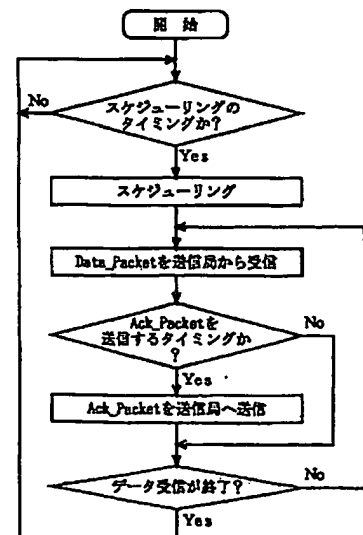 開 始
No
スケジューリングの
タイミングか?
Yes
スケジューリング
Data_Packetを送信局から受信
Ack_Packetを
送信するタイミングか
?
No
Yes
Ack_Packetを送信局へ送信
データ受信が終了?
No
Yes